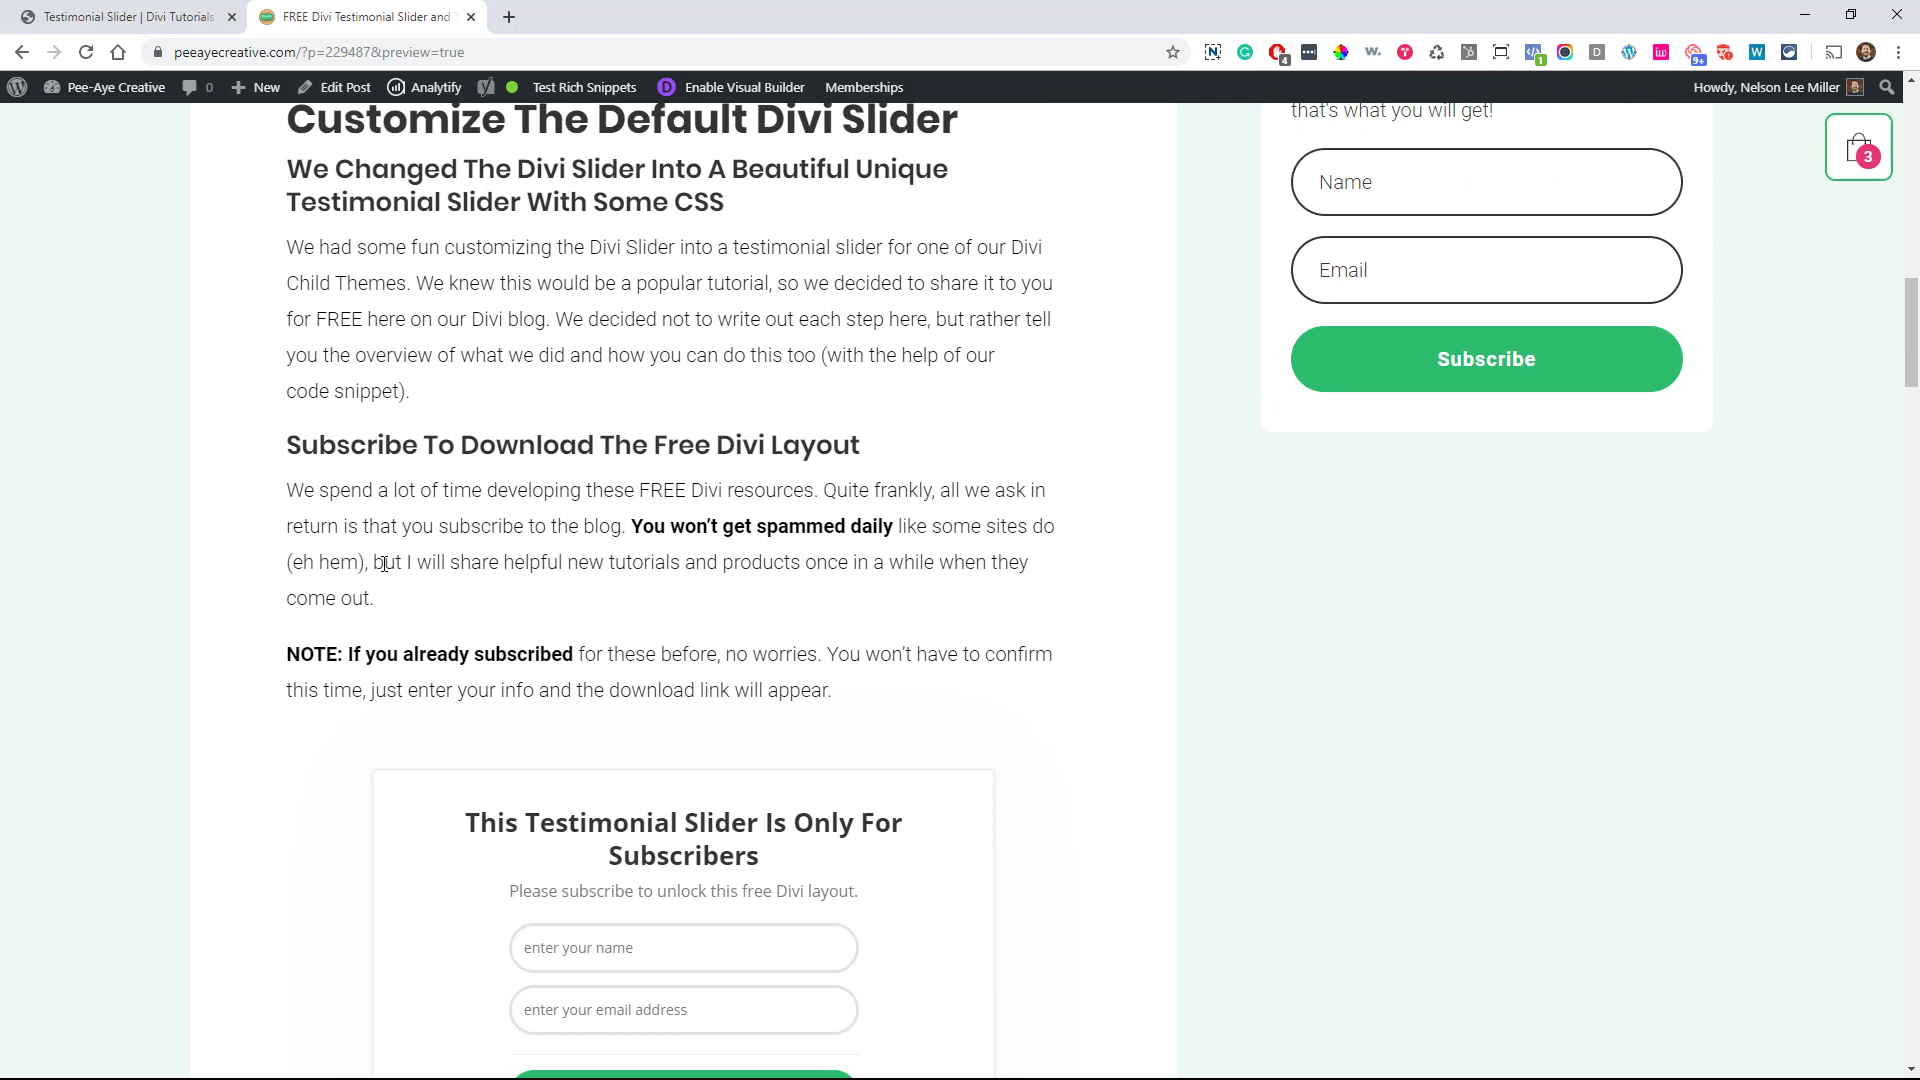 Testimonial Slider | Divi Tutorials
FREE Divi Testimonial Slider and
peeayecreative.com/?p=229487&preview=true
4
1
9+
Pee-Aye Creative
0
New
Edit Post
Analytify
Test Rich Snippets
Enable Visual Builder
Memberships
Howdy, Nelson Lee Miller
Customize The Default Divi Slider
We Changed The Divi Slider Into A Beautiful Unique
Testimonial Slider With Some CSS
We had some fun customizing the Divi Slider into a testimonial slider for one of our Divi
Child Themes. We knew this would be a popular tutorial, so we decided to share it to you
for FREE here on our Divi blog. We decided not to write out each step here, but rather tell
you the overview of what we did and how you can do this too (with the help of our
code snippet).
Subscribe To Download The Free Divi Layout
We spend a lot of time developing these FREE Divi resources. Quite frankly, all we ask in
return is that you subscribe to the blog. You won’t get spammed daily like some sites do
(eh hem), but I will share helpful new tutorials and products once in a while when they
come out.
NOTE: If you already subscribed for these before, no worries. You won’t have to confirm
this time, just enter your info and the download link will appear.
This Testimonial Slider Is Only For
Subscribers
Please subscribe to unlock this free Divi layout.
enter your name
enter your email address
that's what you will get!
Name
Email
Subscribe
3